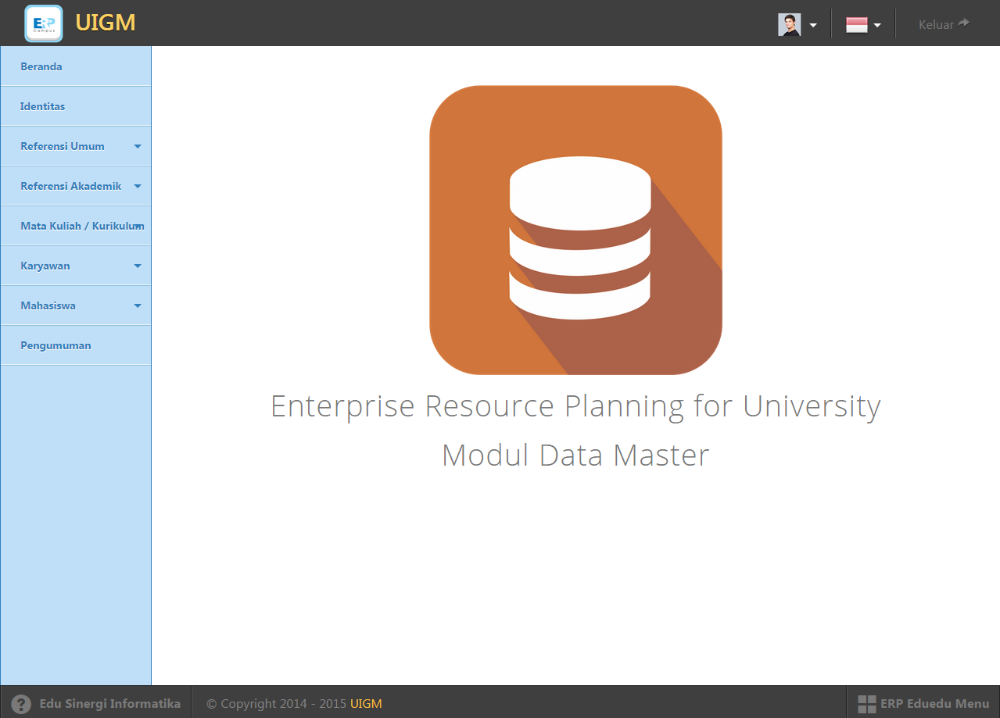 ERP
Campus
UIGM
Keluar
Beranda
Identitas
Referensi Umum
Referensi Akademik
Mata Kuliah / Kurikulum
Karyawan
Mahasiswa
Pengumuman
Enterprise Resource Planning for University
Modul Data Master
? Edu Sinergi Informatika
© Copyright 2014 - 2015 UIGM
ERP Eduedu Menu